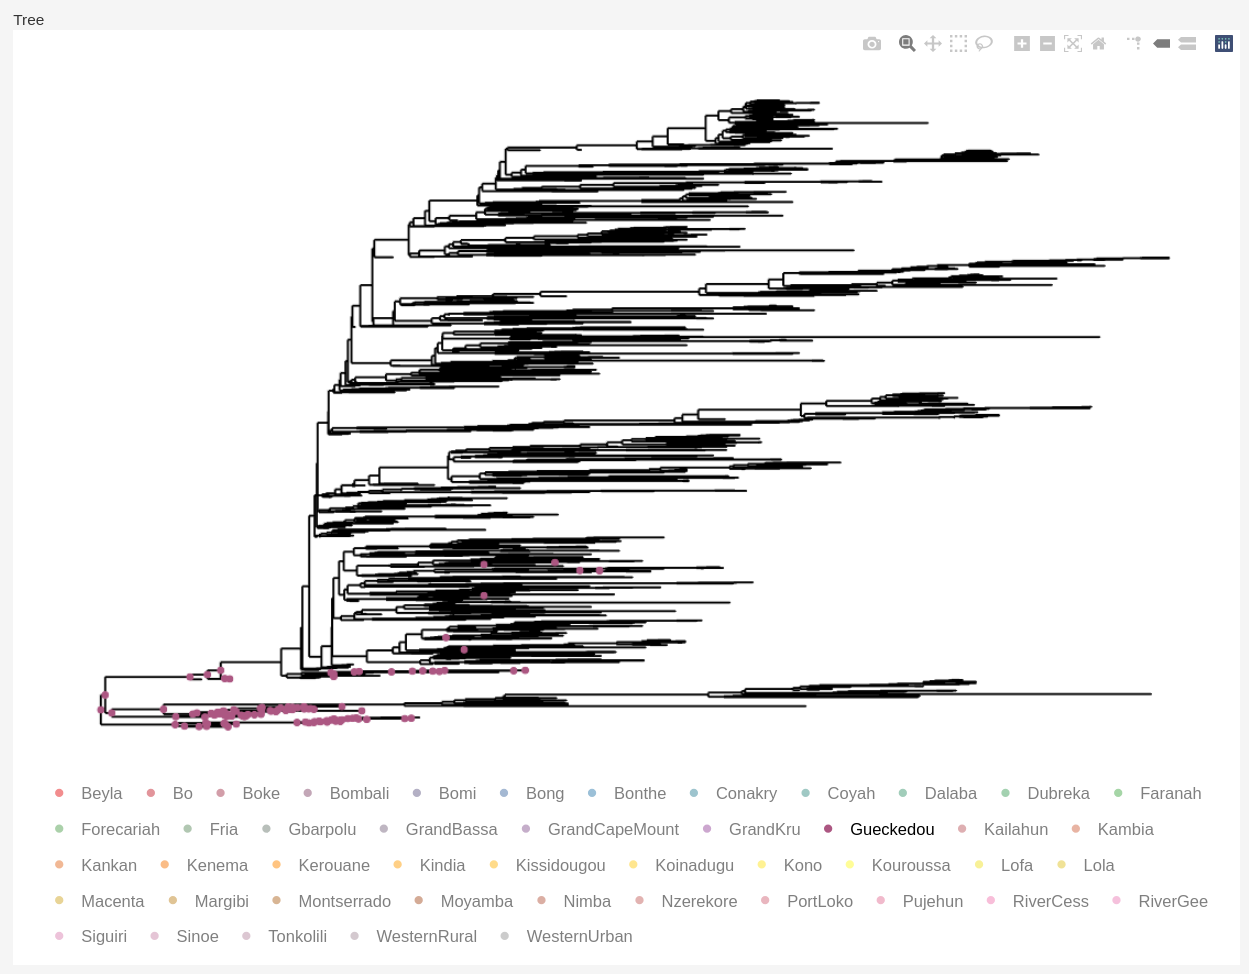 Tree
Beyla Bo Boke Bombali Bomi Bong Bonthe Conakry Coyah Dalaba Dubreka Faranah
Forecariah Fria Gbarpolu GrandBassa GrandCapeMount GrandKru Gueckedou Kailahun Kambia
Kankan Kenema Kerouane Kindia Kissidougou Koinadugu Kono Kouroussa Lofa Lola
Macenta Margibi Montserrado Moyamba Nimba Nzerekore PortLoko Pujehun RiverCess RiverGee
Siguiri Sinoe Tonkolili WesternRural WesternUrban